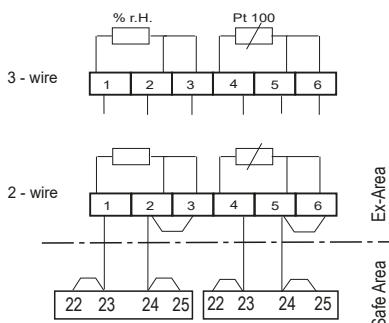 % r.H. Pt 100
3 - wire
1 2 3 4 5 6
2 - wire
1 2 3 4 5 6
Ex-Area
Safe Area
22 23 24 25 22 23 24 25